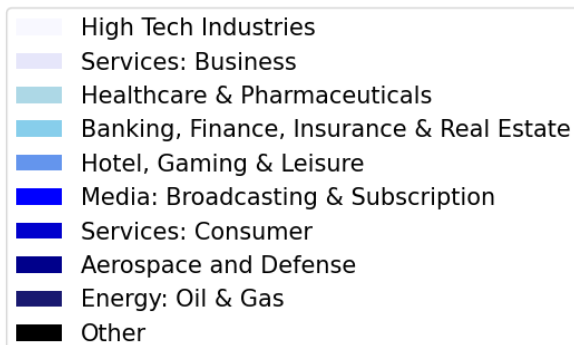 High Tech Industries
Services: Business
Healthcare & Pharmaceuticals
Banking, Finance, Insurance & Real Estate
Hotel, Gaming & Leisure
Media: Broadcasting & Subscription
Services: Consumer
Aerospace and Defense
Energy: Oil & Gas
Other